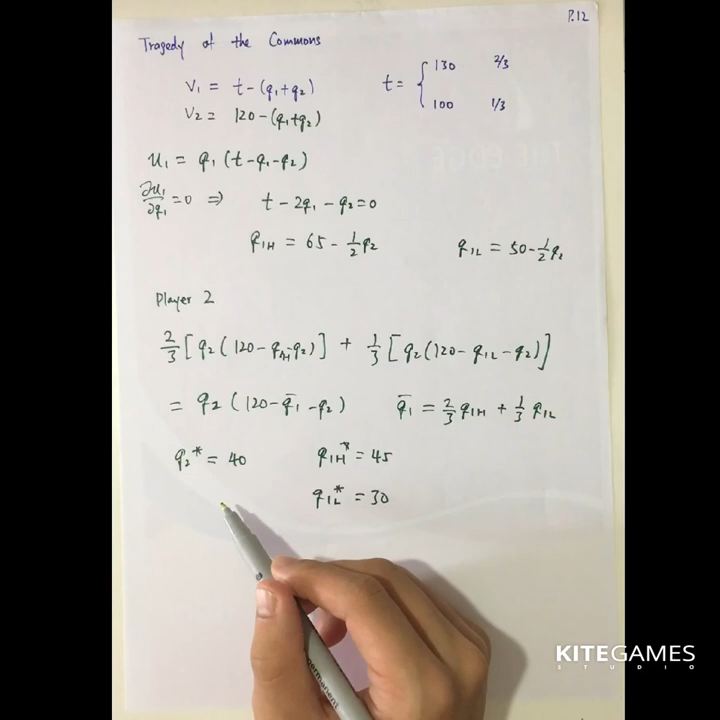 P.12
Tragedy of the Commons
V1 = t - (q1+q2)
t = { 130 2/3
100 1/3
V2 = 120 - (q1+q2)
u1 = q1 (t - q1 - q2)
∂u1/∂q1 = 0 ⇒ t - 2q1 - q2 = 0
q1H = 65 - 1/2 q2 q1L = 50 - 1/2 q2
Player 2
2/3 [q2 (120 - q1H - q2)] + 1/3 [q2 (120 - q1L - q2)]
= q2 (120 - q̄1 - q2) q̄1 = 2/3 q1H + 1/3 q1L
q2* = 40 q1H* = 45
q1L* = 30
permanent
KITEGAMES
STUDIO